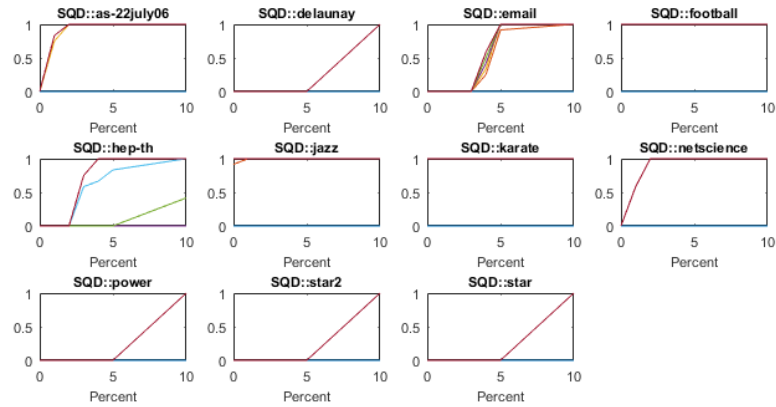 SQD::as-22july06 SQD::delaunay SQD::email SQD::football
1 1 1 1
0.5 0.5 0.5 0.5
0 0 0 0
0 5 10 0 5 10 0 5 10 0 5 10
Percent Percent Percent Percent
SQD::hep-th SQD::jazz SQD::karate SQD::netscience
1 1 1 1
0.5 0.5 0.5 0.5
0 0 0 0
0 5 10 0 5 10 0 5 10 0 5 10
Percent Percent Percent Percent
SQD::power SQD::star2 SQD::star
1 1 1
0.5 0.5 0.5
0 0 0
0 5 10 0 5 10 0 5 10
Percent Percent Percent